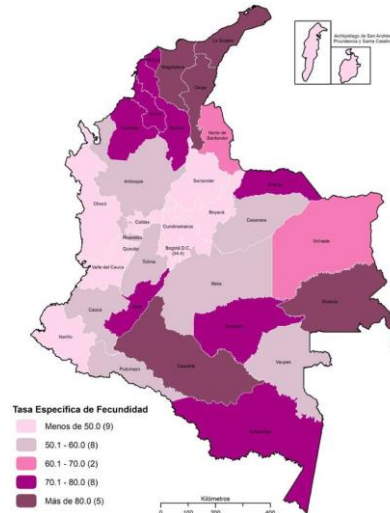 Archipiélago de San Andrés
Providencia y Santa Catalina
La Guajira
Magdalena
Cesar
Norte de
Santander
Antioquia
Santander
Arauca
Chocó
Boyacá
Casanare
Caldas
Cundinamarca
Risaralda
Vichada
Quindío
Bogotá D.C.
Tolima
Valle del Cauca
Meta
Guainía
Cauca
Huila
Guaviare
Nariño
Vaupés
Caquetá
Putumayo
Amazonas
Tasa Específica de Fecundidad
Menos de 50.0 (9)
50.1 - 60.0 (8)
60.1 - 70.0 (2)
70.1 - 80.0 (8)
Más de 80.0 (5)
Kilómetros
0 100 200 400